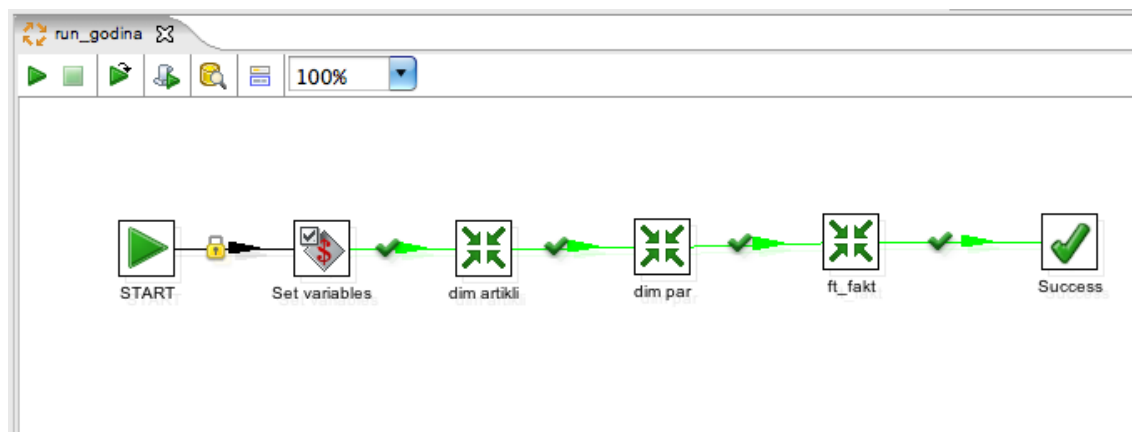 run_godina
100%
START
Set variables
dim artikli
dim par
ft_fakt
Success